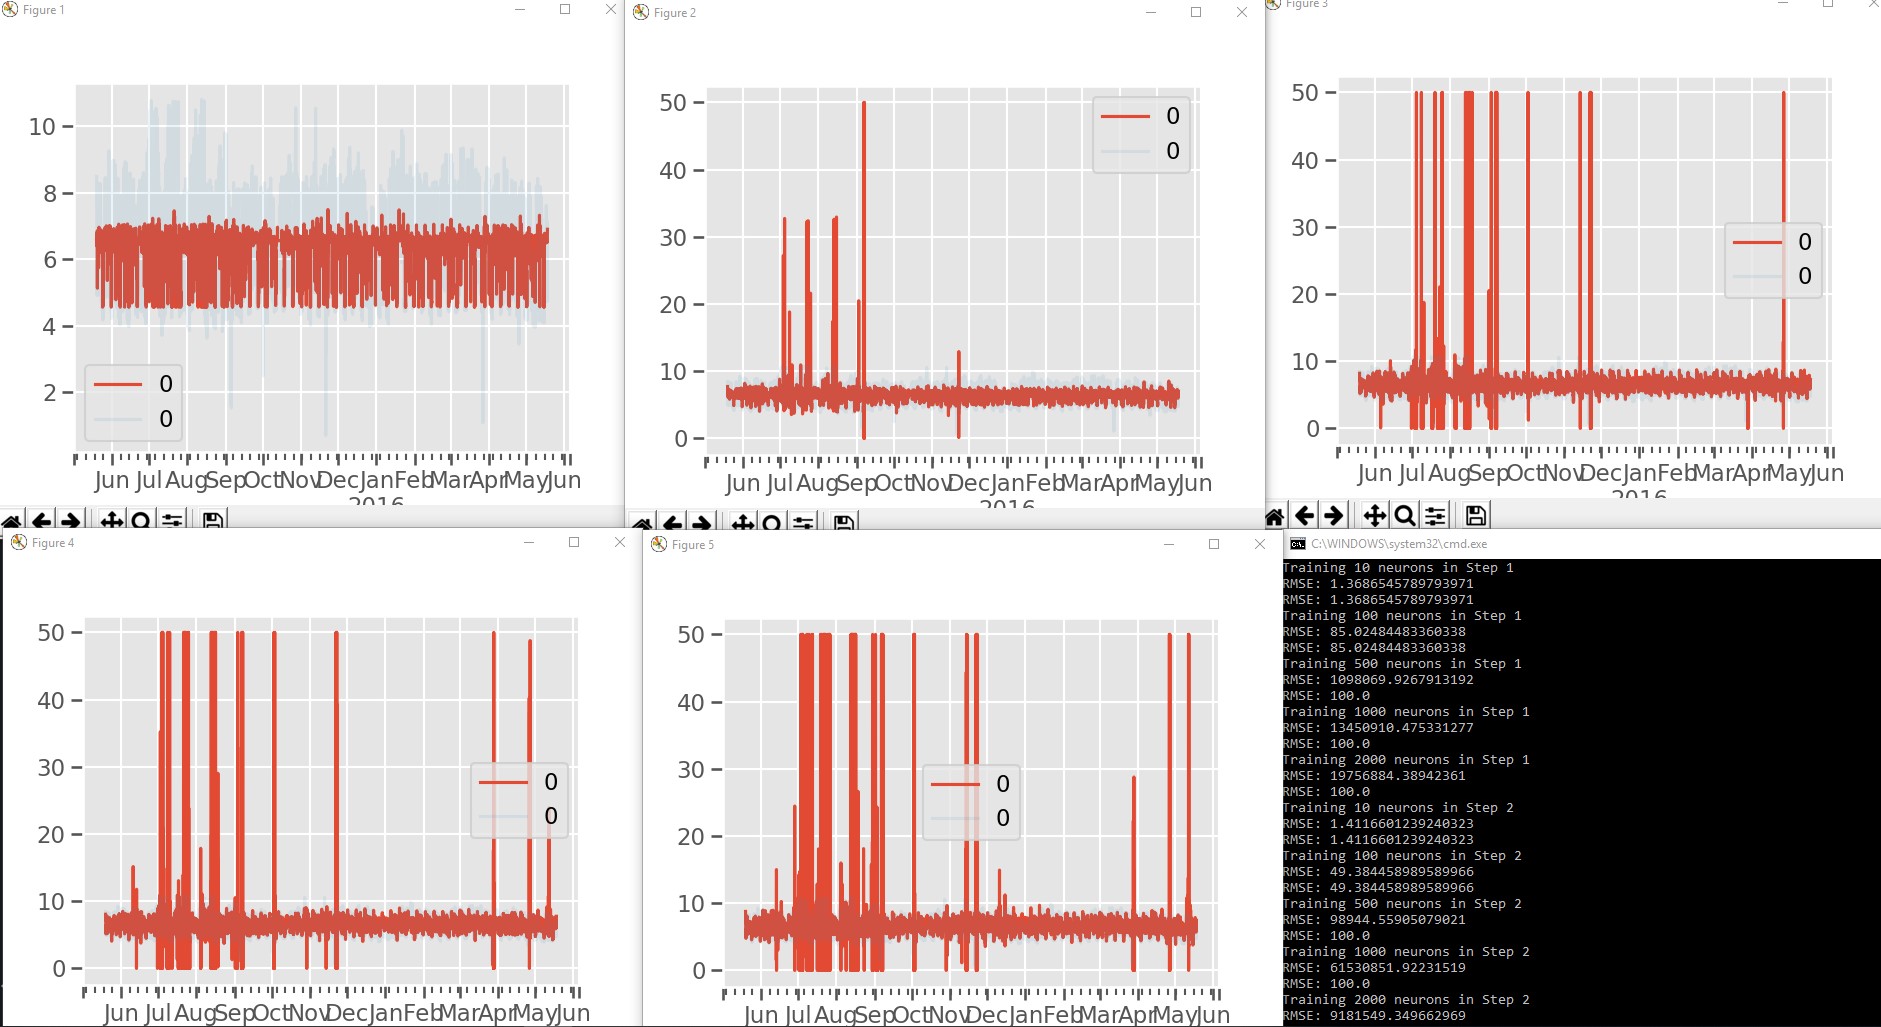 Figure 1
10
8
6
4
2
0
0
Jun Jul Aug Sep Oct Nov Dec Jan Feb Mar Apr May Jun
2016
Figure 2
50
40
30
20
10
0
0
0
Jun Jul Aug Sep Oct Nov Dec Jan Feb Mar Apr May Jun
2016
Figure 3
50
40
30
20
10
0
0
0
Jun Jul Aug Sep Oct Nov Dec Jan Feb Mar Apr May Jun
2016
Figure 4
50
40
30
20
10
0
0
0
Jun Jul Aug Sep Oct Nov Dec Jan Feb Mar Apr May Jun
Figure 5
50
40
30
20
10
0
0
0
Jun Jul Aug Sep Oct Nov Dec Jan Feb Mar Apr May Jun
C:\WINDOWS\system32\cmd.exe
Training 10 neurons in Step 1
RMSE: 1.3686545789793971
RMSE: 1.3686545789793971
Training 100 neurons in Step 1
RMSE: 85.02484483360338
RMSE: 85.02484483360338
Training 500 neurons in Step 1
RMSE: 1098069.9267913192
RMSE: 100.0
Training 1000 neurons in Step 1
RMSE: 13450910.475331277
RMSE: 100.0
Training 2000 neurons in Step 1
RMSE: 19756884.38942361
RMSE: 100.0
Training 10 neurons in Step 2
RMSE: 1.4116601239240323
RMSE: 1.4116601239240323
Training 100 neurons in Step 2
RMSE: 49.384458989589966
RMSE: 49.384458989589966
Training 500 neurons in Step 2
RMSE: 98944.55905079021
RMSE: 100.0
Training 1000 neurons in Step 2
RMSE: 61530851.92231519
RMSE: 100.0
Training 2000 neurons in Step 2
RMSE: 9181549.349662969